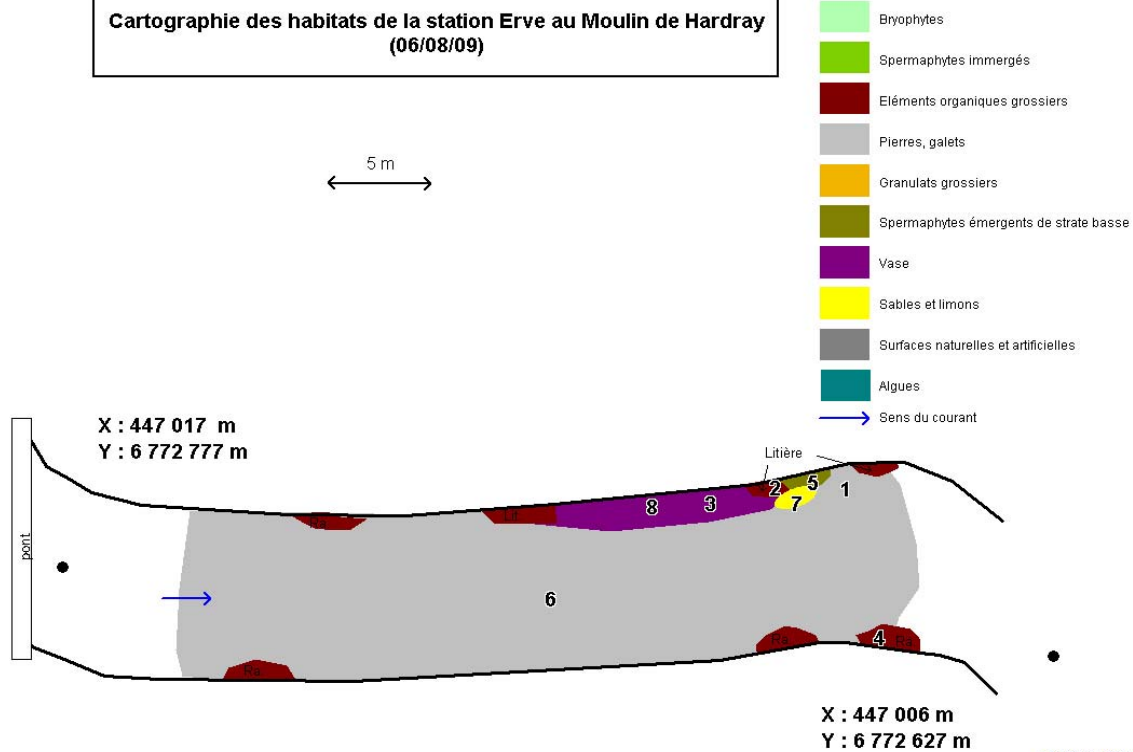 Cartographie des habitats de la station Erve au Moulin de Hardray
(06/08/09)
Bryophytes
Spermaphytes immergés
Eléments organiques grossiers
Pierres, galets
Granulats grossiers
Spermaphytes émergents de strate basse
Vase
Sables et limons
Surfaces naturelles et artificielles
Algues
Sens du courant
5 m
X : 447 017 m
Y : 6 772 777 m
pont
Litière
Ra
8
3
2
7
5
1
6
Ra
Ra
4
Ra
X : 447 006 m
Y : 6 772 627 m